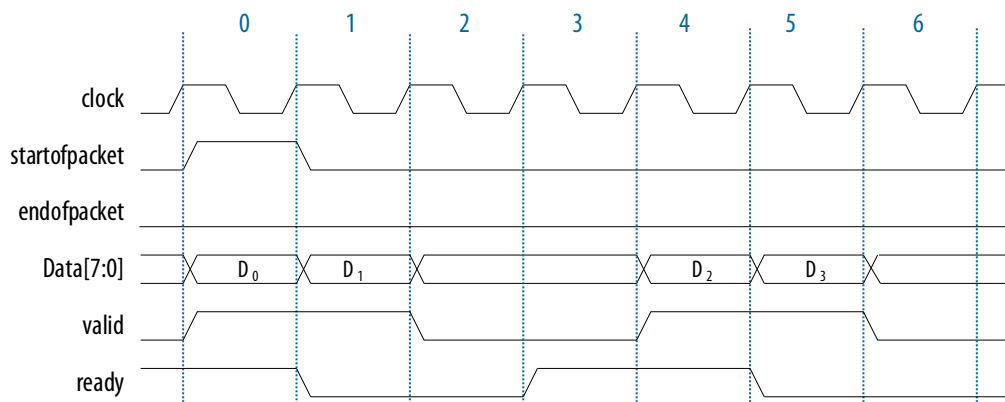 0 1 2 3 4 5 6
clock
startofpacket
endofpacket
Data[7:0] D₀ D₁ D₂ D₃
valid
ready